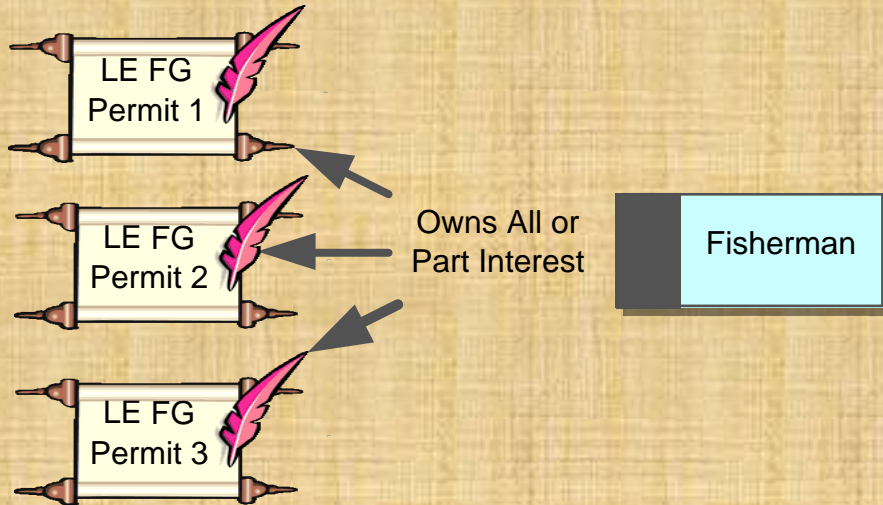 LE FG
Permit 1
LE FG
Permit 2
Owns All or
Part Interest
Fisherman
LE FG
Permit 3